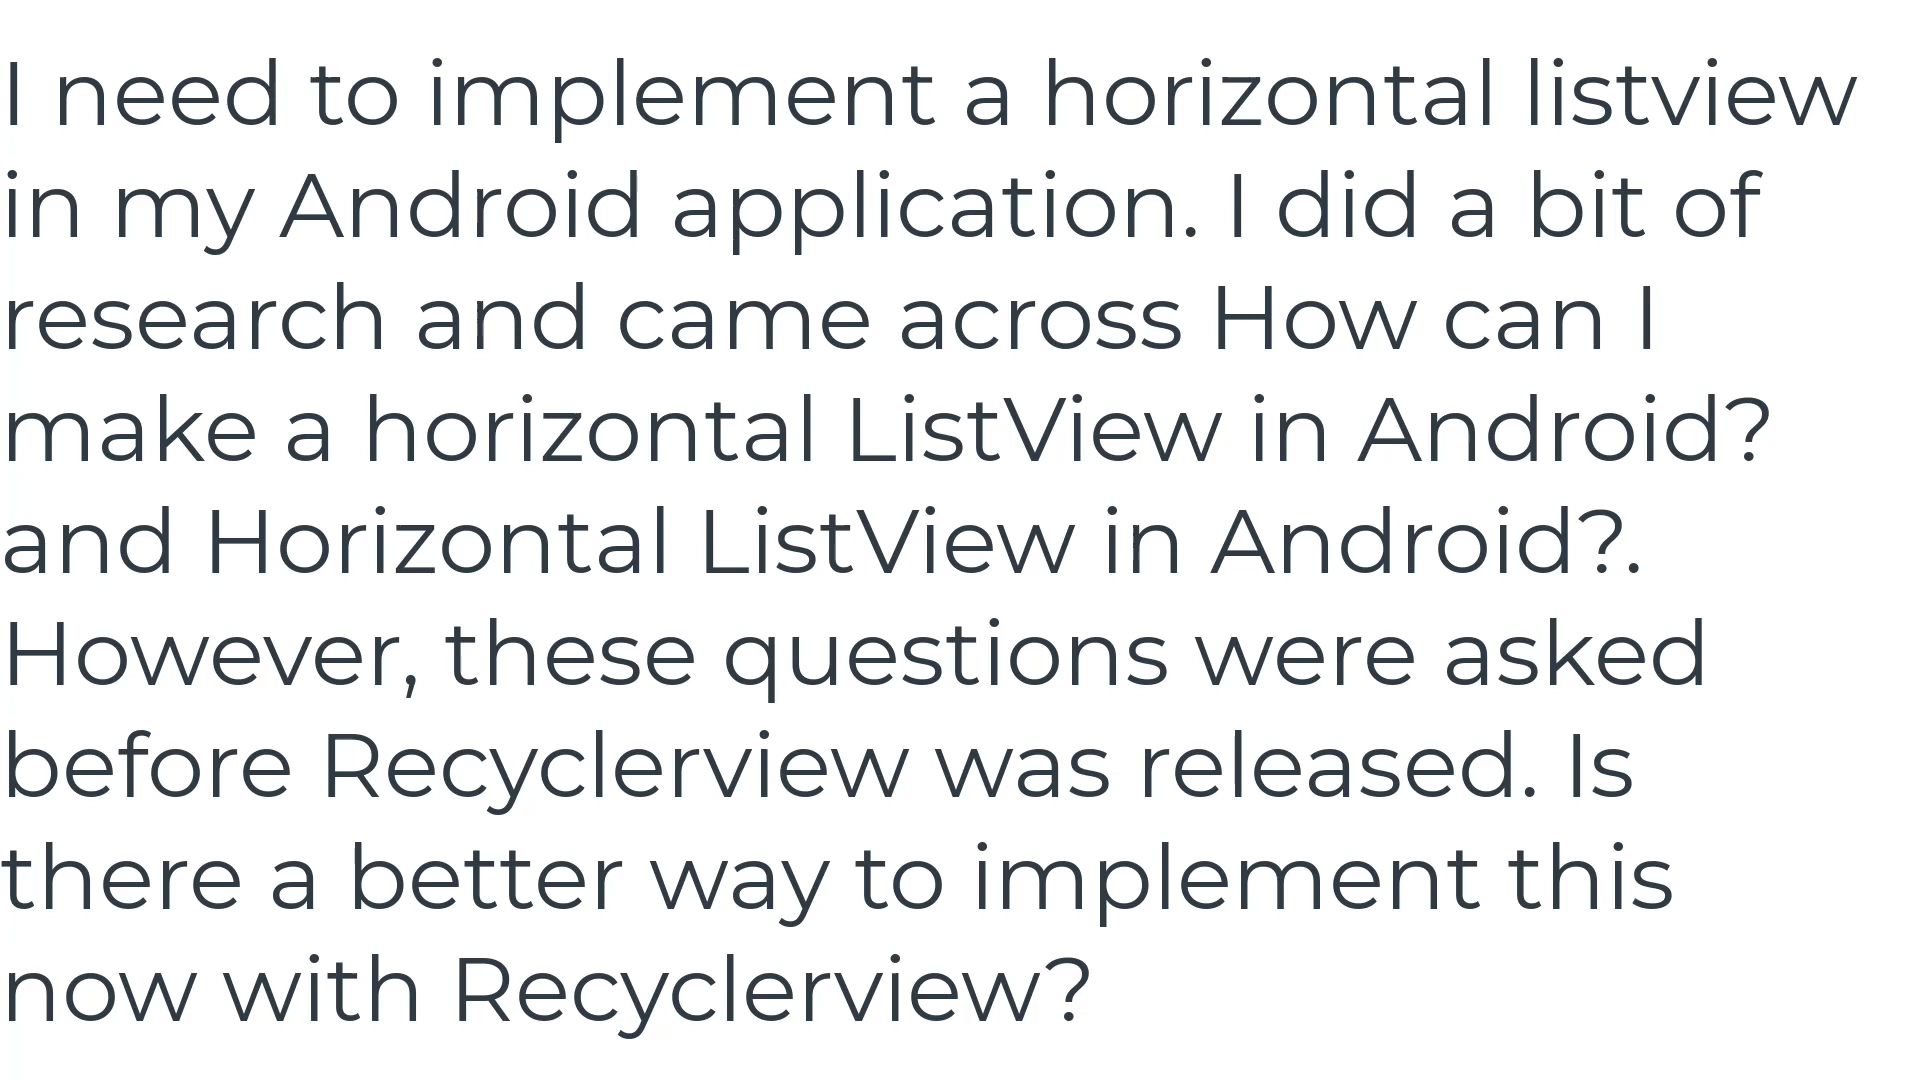 I need to implement a horizontal listview
in my Android application. I did a bit of
research and came across How can I
make a horizontal ListView in Android?
and Horizontal ListView in Android?.
However, these questions were asked
before Recyclerview was released. Is
there a better way to implement this
now with Recyclerview?